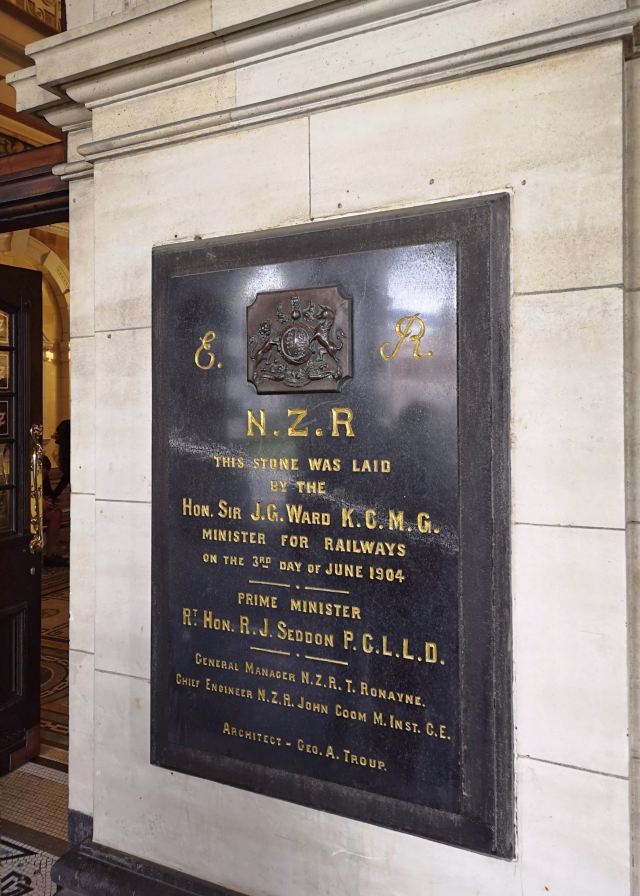 E. R.
N.Z.R
THIS STONE WAS LAID
BY THE
HON. SIR J.G. WARD K.C.M.G.
MINISTER FOR RAILWAYS
ON THE 3RD DAY OF JUNE 1904
PRIME MINISTER
RT HON. R.J. SEDDON P.C.L.L.D.
GENERAL MANAGER N.Z.R. T. RONAYNE.
CHIEF ENGINEER N.Z.R. JOHN COOM M. INST. C.E.
ARCHITECT - GEO. A. TROUP.